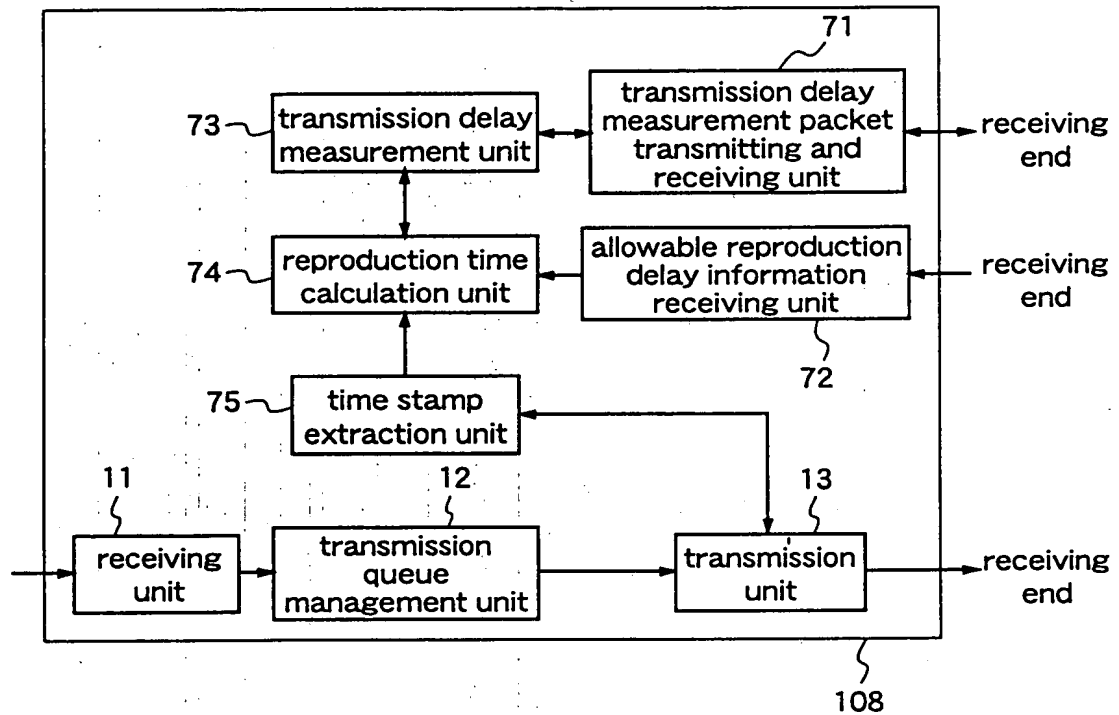 71
transmission delay
measurement packet
transmitting and
receiving unit
73
transmission delay
measurement unit
receiving
end
74
reproduction time
calculation unit
allowable reproduction
delay information
receiving unit
receiving
end
72
75
time stamp
extraction unit
11
receiving
unit
12
transmission
queue
management unit
13
transmission
unit
receiving
end
108